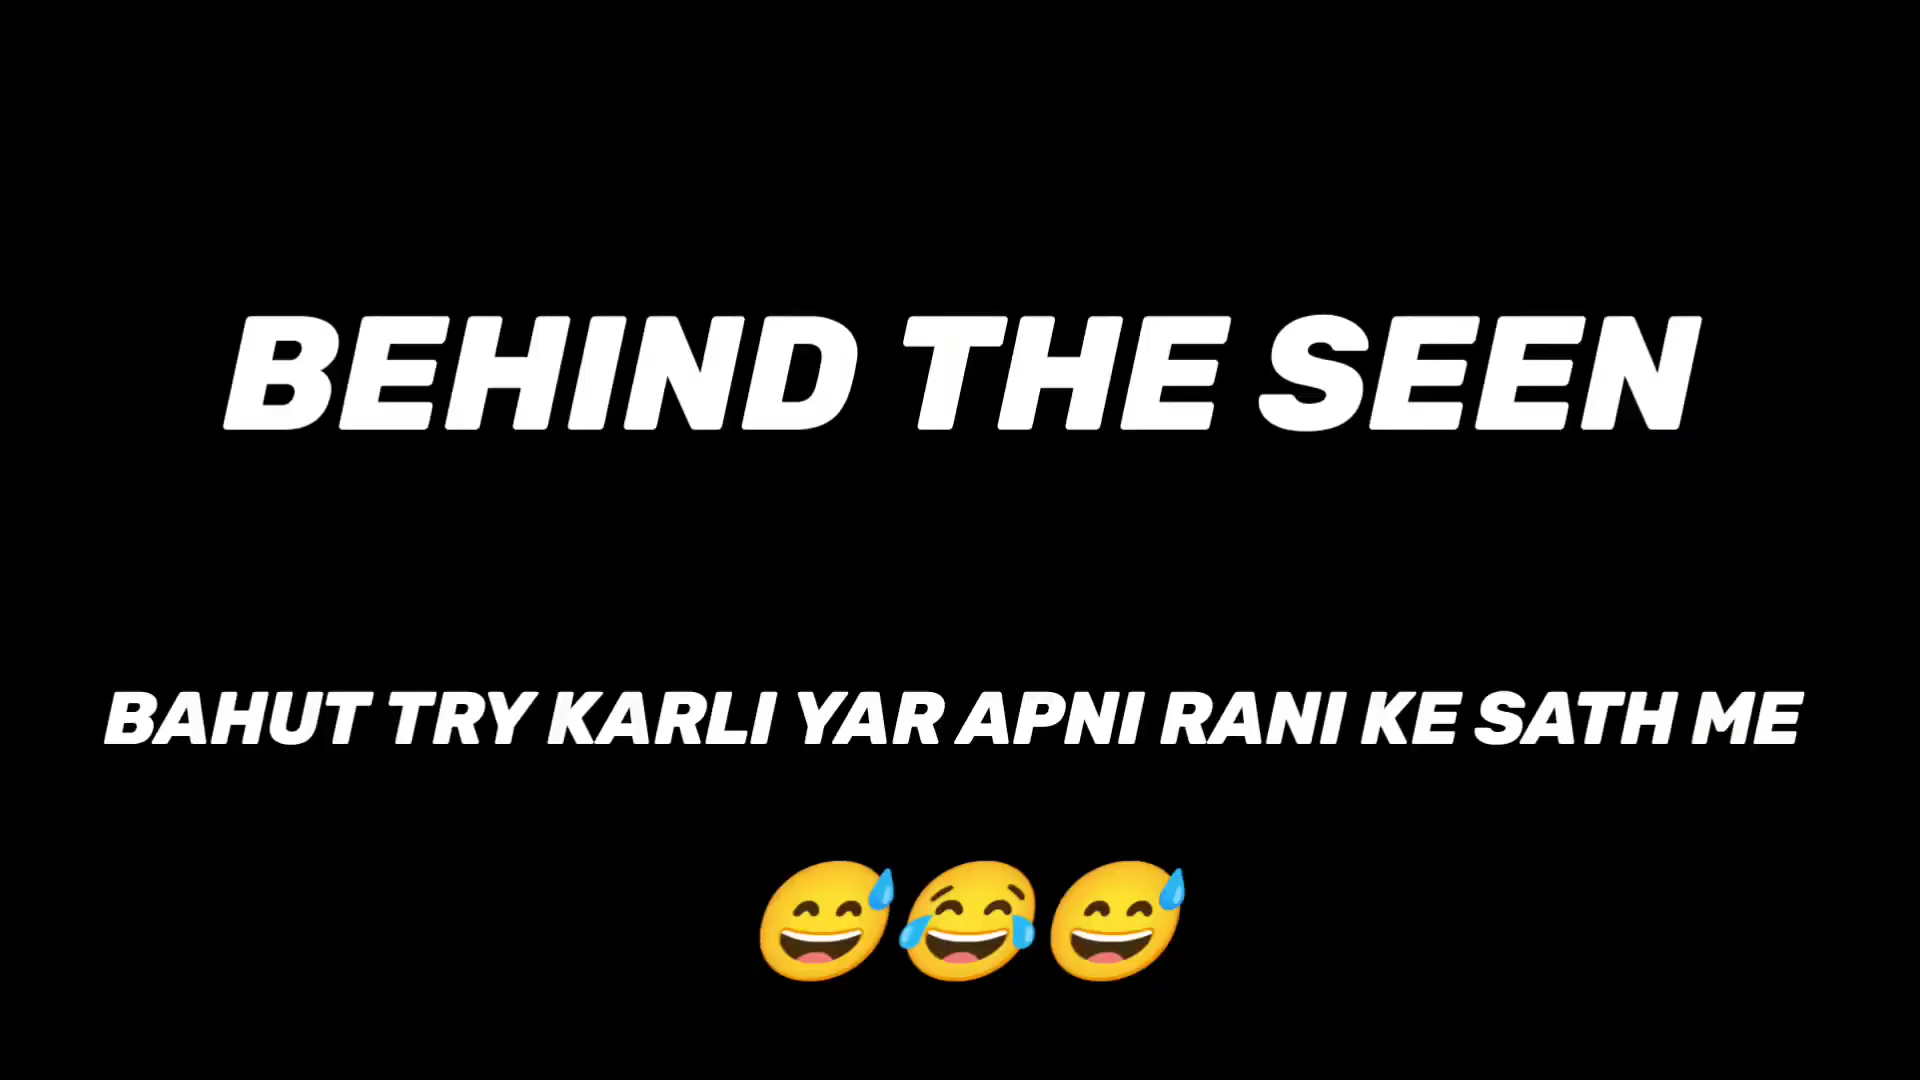 BEHIND THE SEEN
BAHUT TRY KARLI YAR APNI RANI KE SATH ME
😅😂😅